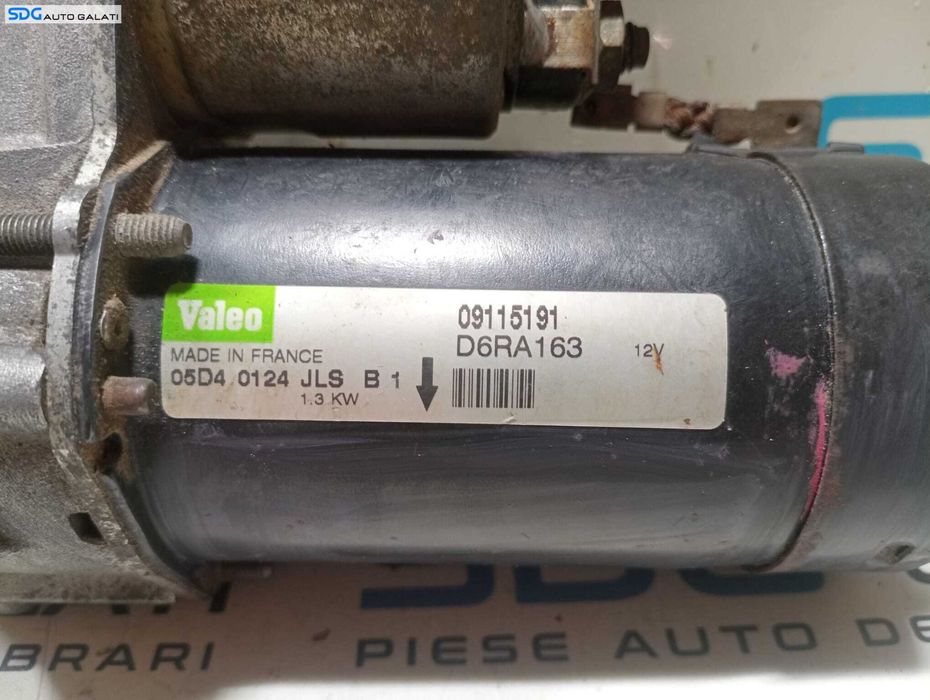 SDG AUTO GALATI
Valeo
MADE IN FRANCE
05D4 0124 JLS B 1
1.3 KW
09115191
D6RA163
12V
BRARI
PIESE AUTO DE